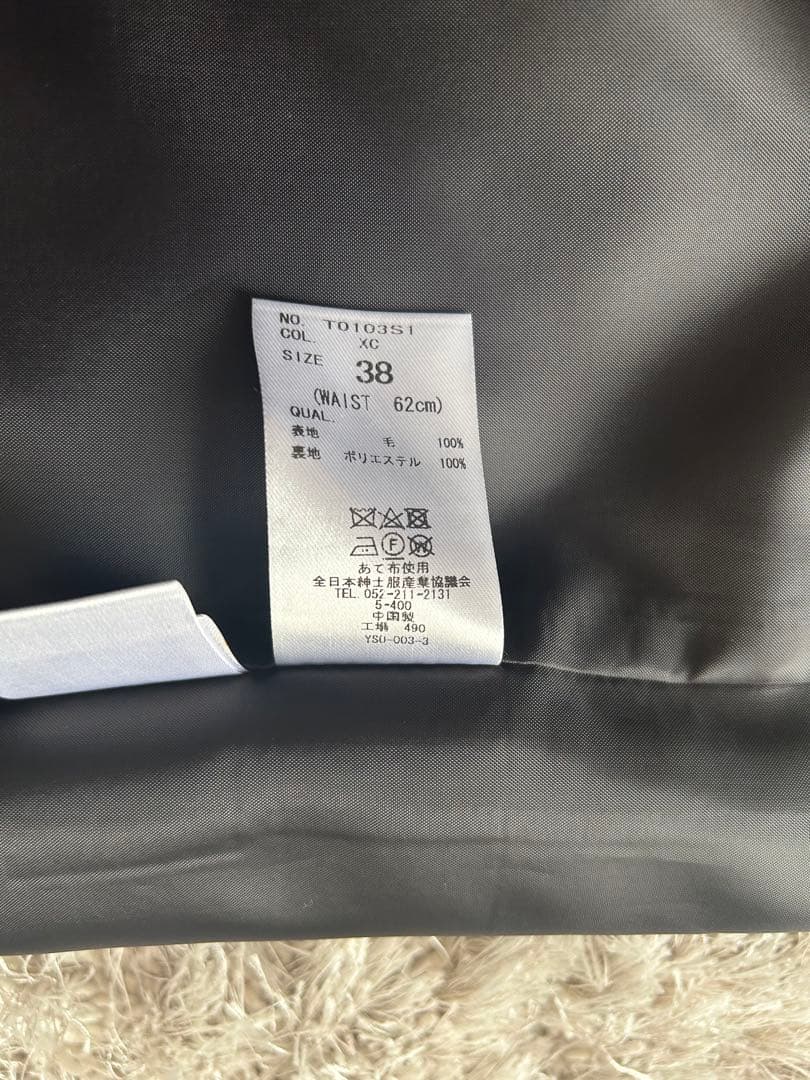 NO. T0103S1
COL. XC
SIZE 38
(WAIST 62cm)
QUAL.
表地 毛 100%
裏地 ポリエステル 100%
F W
あて布使用
全日本紳士服産業協議会
TEL.052-211-2131
5-400
中国製
工場 490
YSO-003-3